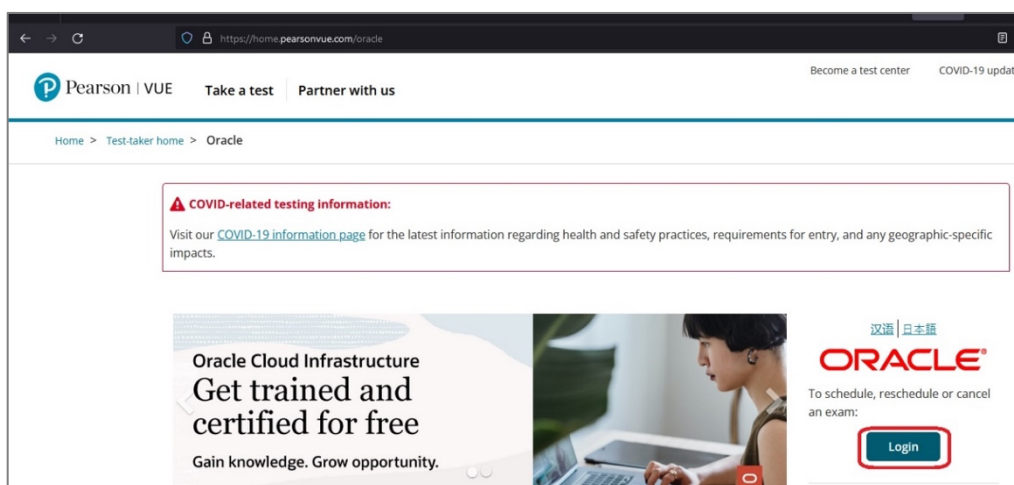 https://home.pearsonvue.com/oracle
Become a test center COVID-19 updat
Pearson | VUE Take a test Partner with us
Home > Test-taker home > Oracle
COVID-related testing information:
Visit our COVID-19 information page for the latest information regarding health and safety practices, requirements for entry, and any geographic-specific
impacts.
汉语 | 日本語
ORACLE®
To schedule, reschedule or cancel
an exam:
Login
Oracle Cloud Infrastructure
Get trained and
certified for free
Gain knowledge. Grow opportunity.
O